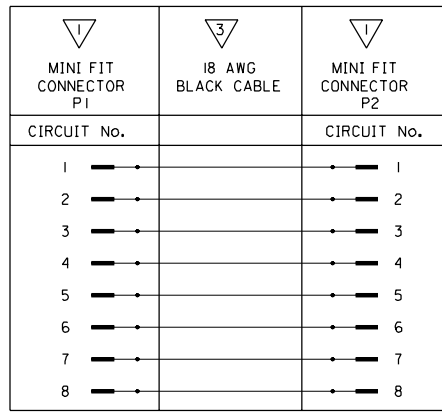 1 3 1
MINI FIT CONNECTOR P1
18 AWG BLACK CABLE
MINI FIT CONNECTOR P2
CIRCUIT No. CIRCUIT No.
1 1
2 2
3 3
4 4
5 5
6 6
7 7
8 8